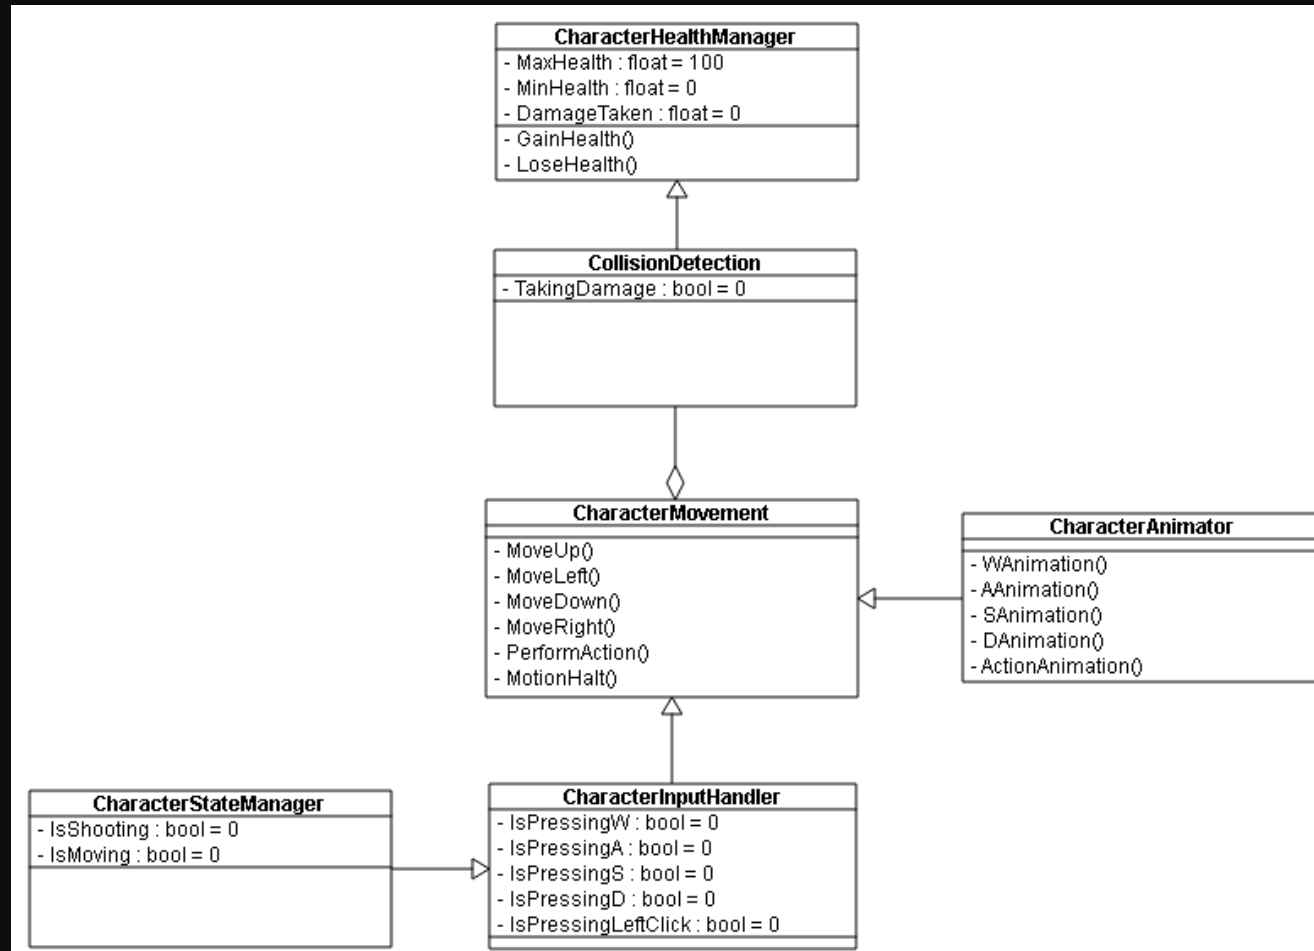 CharacterHealthManager
- MaxHealth : float = 100
- MinHealth : float = 0
- DamageTaken : float = 0
- GainHealth()
- LoseHealth()
CollisionDetection
- TakingDamage : bool = 0
CharacterMovement
- MoveUp()
- MoveLeft()
- MoveDown()
- MoveRight()
- PerformAction()
- MotionHalt()
CharacterAnimator
- WAnimation()
- AAnimation()
- SAnimation()
- DAnimation()
- ActionAnimation()
CharacterStateManager
- IsShooting : bool = 0
- IsMoving : bool = 0
CharacterInputHandler
- IsPressingW : bool = 0
- IsPressingA : bool = 0
- IsPressingS : bool = 0
- IsPressingD : bool = 0
- IsPressingLeftClick : bool = 0